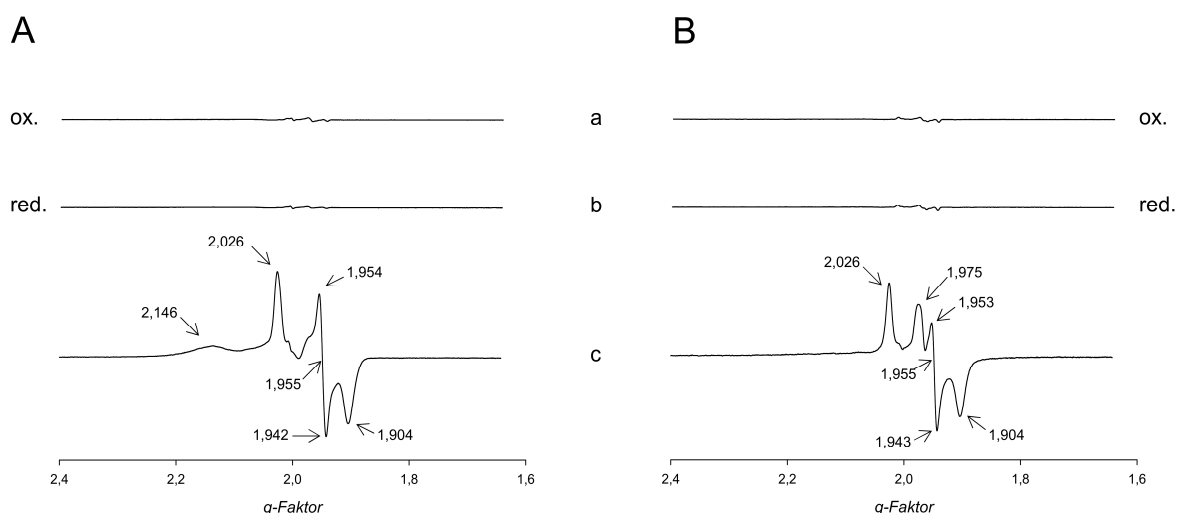 A
B
ox.
a
ox.
red.
b
red.
2,026
1,954
2,146
1,955
1,942
1,904
2,026
1,975
1,953
1,955
1,943
1,904
c
2,4
2,2
2,0
1,8
1,6
g-Faktor
2,4
2,2
2,0
1,8
1,6
g-Faktor